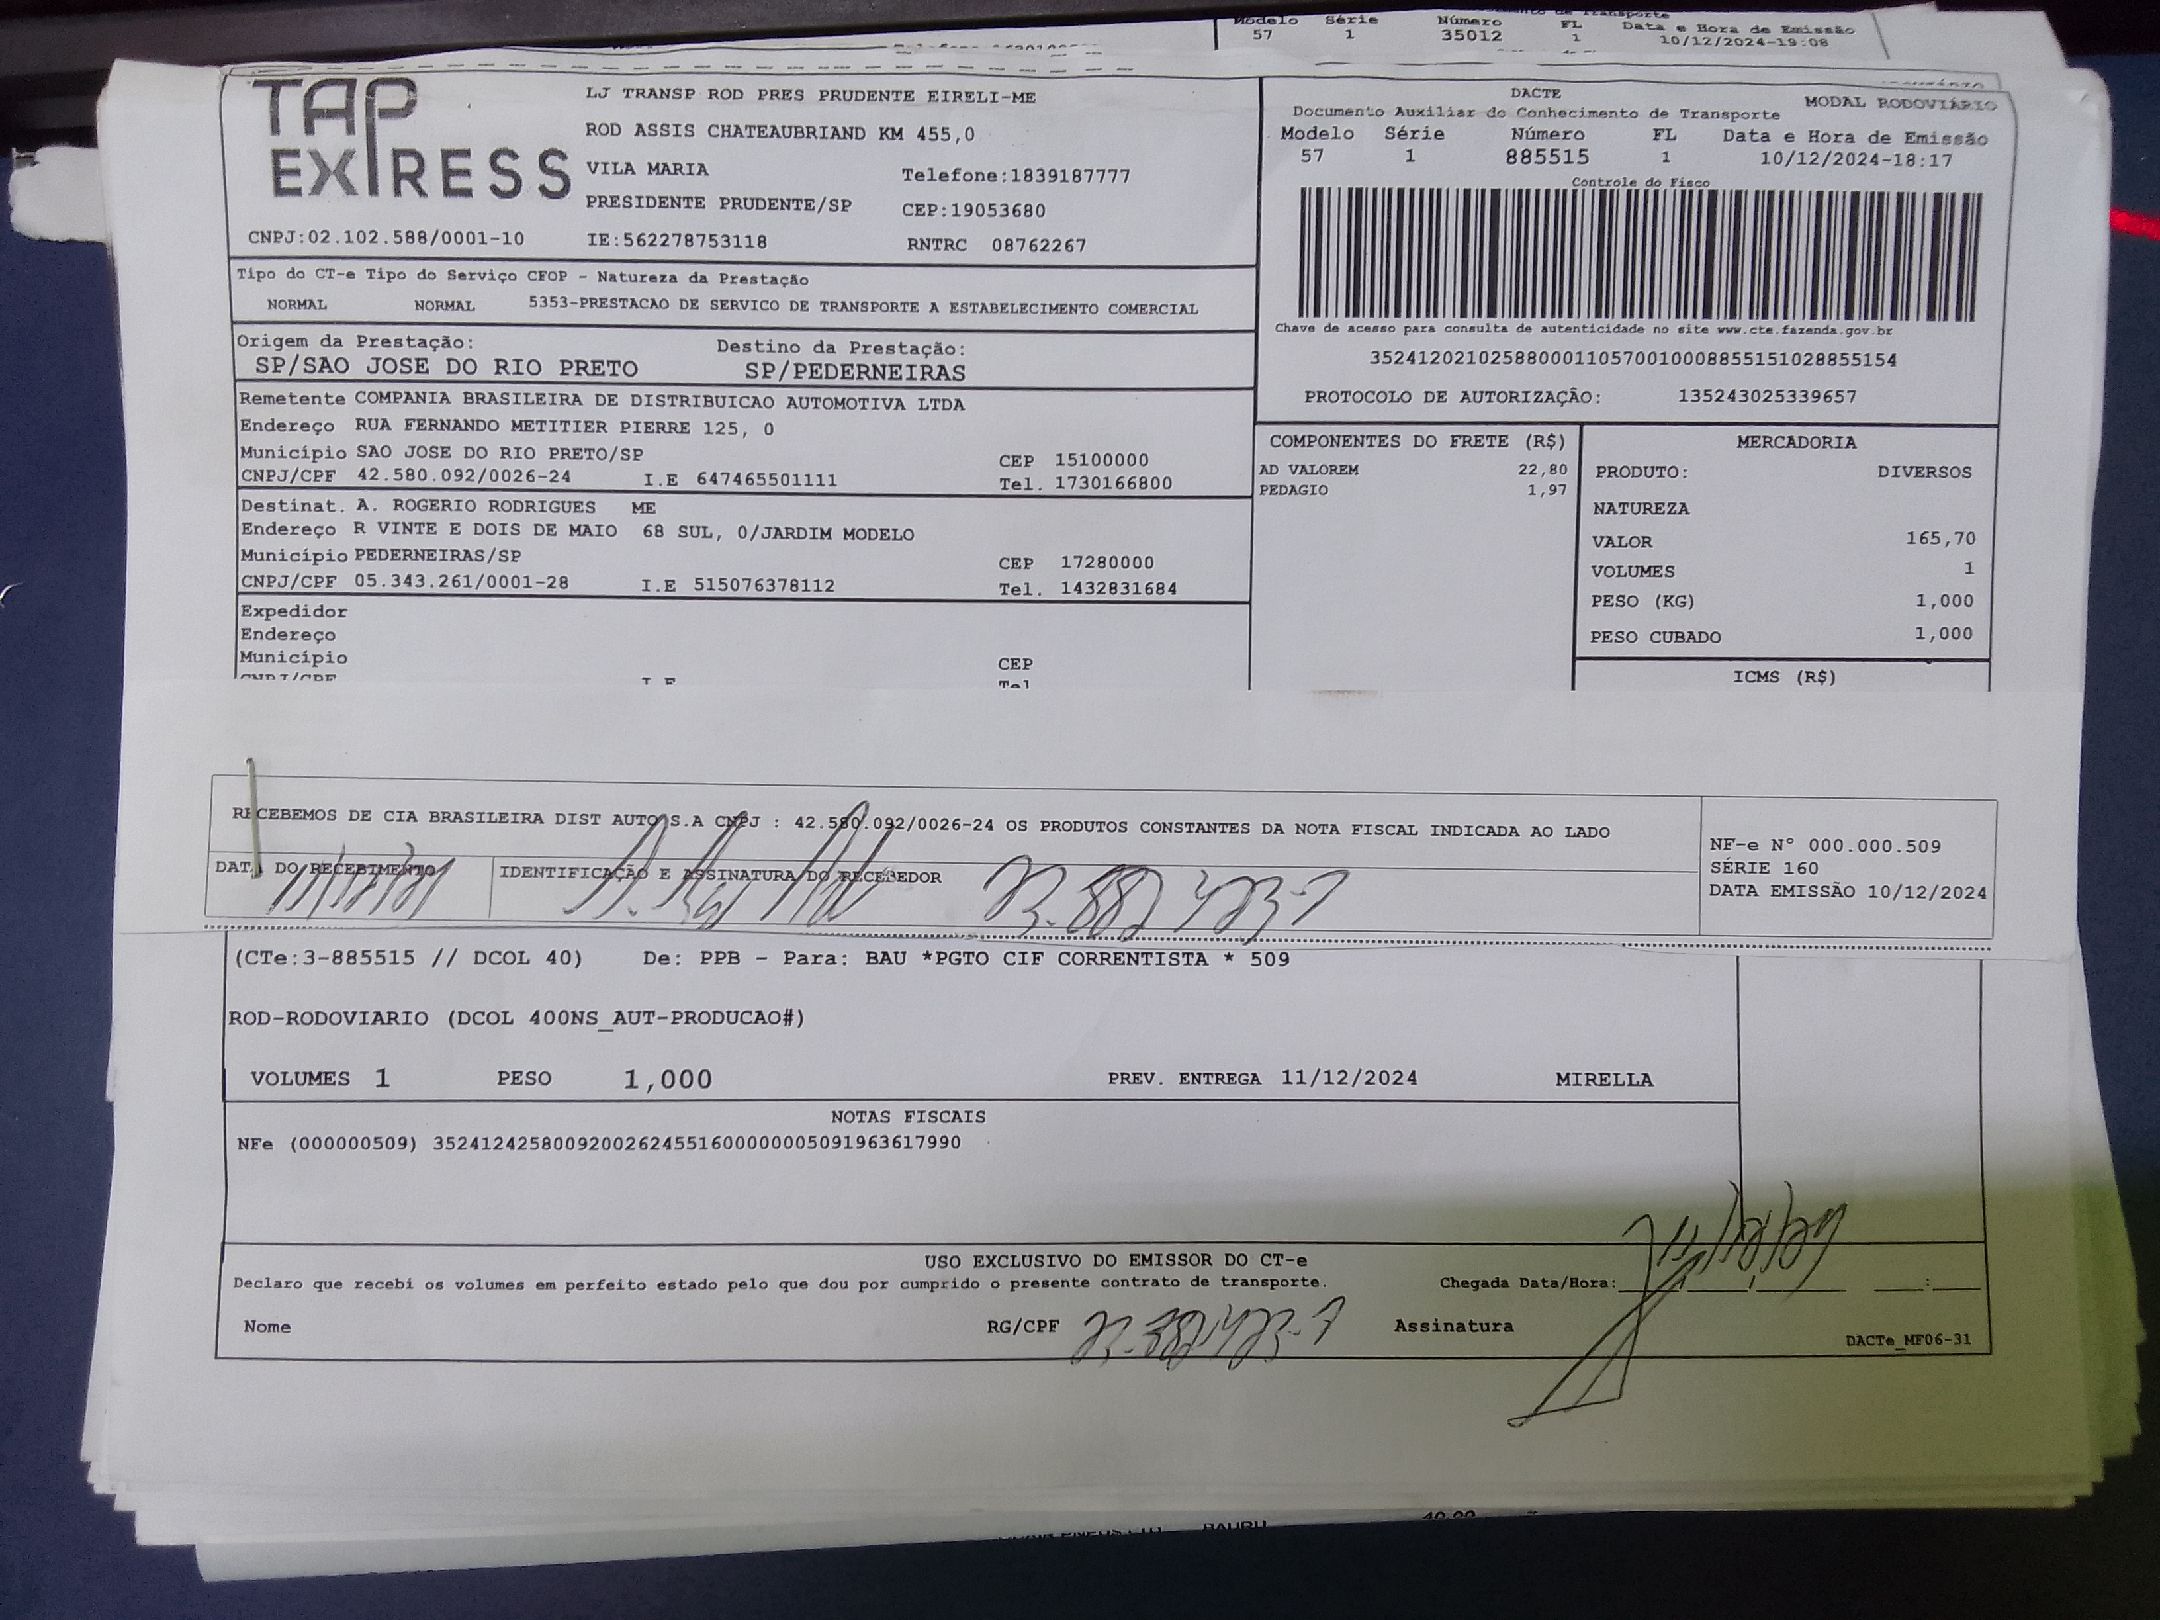 Modelo Série Número FL Data e Hora de Emissão
57 1 35012 1 10/12/2024-19:08
TAP EXPRESS
LJ TRANSP ROD PRES PRUDENTE EIRELI-ME
ROD ASSIS CHATEAUBRIAND KM 455,0
VILA MARIA Telefone:1839187777
PRESIDENTE PRUDENTE/SP CEP:19053680
CNPJ:02.102.588/0001-10 IE:562278753118 RNTRC 08762267
DACTE
Documento Auxiliar do Conhecimento de Transporte MODAL RODOVIÁRIO
Modelo Série Número FL Data e Hora de Emissão
57 1 885515 1 10/12/2024-18:17
Controle do Fisco
Chave de acesso para consulta de autenticidade no site www.cte.fazenda.gov.br
35241202102588000110570010008855151028855154
PROTOCOLO DE AUTORIZAÇÃO: 135243025339657
Tipo do CT-e Tipo do Serviço CFOP - Natureza da Prestação
NORMAL NORMAL 5353-PRESTACAO DE SERVICO DE TRANSPORTE A ESTABELECIMENTO COMERCIAL
Origem da Prestação: Destino da Prestação:
SP/SAO JOSE DO RIO PRETO SP/PEDERNEIRAS
Remetente COMPANIA BRASILEIRA DE DISTRIBUICAO AUTOMOTIVA LTDA
Endereço RUA FERNANDO METITIER PIERRE 125, 0
Município SAO JOSE DO RIO PRETO/SP CEP 15100000
CNPJ/CPF 42.580.092/0026-24 I.E 647465501111 Tel. 1730166800
Destinat. A. ROGERIO RODRIGUES ME
Endereço R VINTE E DOIS DE MAIO 68 SUL, 0/JARDIM MODELO
Município PEDERNEIRAS/SP CEP 17280000
CNPJ/CPF 05.343.261/0001-28 I.E 515076378112 Tel. 1432831684
Expedidor
Endereço
Município CEP
CNPJ/CPF I.E Tel
COMPONENTES DO FRETE (R$)
AD VALOREM 22,80
PEDAGIO 1,97
MERCADORIA
PRODUTO: DIVERSOS
NATUREZA
VALOR 165,70
VOLUMES 1
PESO (KG) 1,000
PESO CUBADO 1,000
ICMS (R$)
RECEBEMOS DE CIA BRASILEIRA DIST AUTO S.A CNPJ : 42.580.092/0026-24 OS PRODUTOS CONSTANTES DA NOTA FISCAL INDICADA AO LADO
DATA DO RECEBIMENTO IDENTIFICAÇÃO E ASSINATURA DO RECEBEDOR
11/12/24 23.882423-7
NF-e N° 000.000.509
SÉRIE 160
DATA EMISSÃO 10/12/2024
(CTe:3-885515 // DCOL 40) De: PPB - Para: BAU *PGTO CIF CORRENTISTA * 509
ROD-RODOVIARIO (DCOL 400NS_AUT-PRODUCAO#)
VOLUMES 1 PESO 1,000 PREV. ENTREGA 11/12/2024 MIRELLA
NOTAS FISCAIS
NFe (000000509) 35241242580092002624551600000005091963617990
USO EXCLUSIVO DO EMISSOR DO CT-e
Declaro que recebi os volumes em perfeito estado pelo que dou por cumprido o presente contrato de transporte. Chegada Data/Hora: 11/12/24
Nome RG/CPF 23.882423-7 Assinatura
DACTe_MF06-31